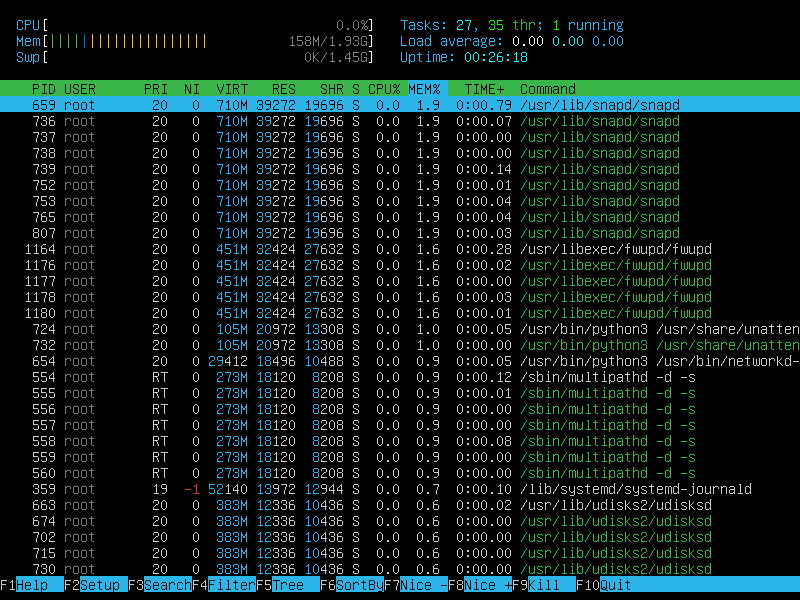 CPU[ 0.0%] Tasks: 27, 35 thr; 1 running
Mem[||||||||||||||||||||| 158M/1.93G] Load average: 0.00 0.00 0.00
Swp[ 0K/1.45G] Uptime: 00:26:18
PID USER PRI NI VIRT RES SHR S CPU% MEM% TIME+ Command
659 root 20 0 710M 39272 19696 S 0.0 1.9 0:00.79 /usr/lib/snapd/snapd
736 root 20 0 710M 39272 19696 S 0.0 1.9 0:00.07 /usr/lib/snapd/snapd
737 root 20 0 710M 39272 19696 S 0.0 1.9 0:00.00 /usr/lib/snapd/snapd
738 root 20 0 710M 39272 19696 S 0.0 1.9 0:00.00 /usr/lib/snapd/snapd
739 root 20 0 710M 39272 19696 S 0.0 1.9 0:00.14 /usr/lib/snapd/snapd
752 root 20 0 710M 39272 19696 S 0.0 1.9 0:00.01 /usr/lib/snapd/snapd
753 root 20 0 710M 39272 19696 S 0.0 1.9 0:00.04 /usr/lib/snapd/snapd
765 root 20 0 710M 39272 19696 S 0.0 1.9 0:00.04 /usr/lib/snapd/snapd
807 root 20 0 710M 39272 19696 S 0.0 1.9 0:00.03 /usr/lib/snapd/snapd
1164 root 20 0 451M 32424 27632 S 0.0 1.6 0:00.28 /usr/libexec/fwupd/fwupd
1176 root 20 0 451M 32424 27632 S 0.0 1.6 0:00.02 /usr/libexec/fwupd/fwupd
1177 root 20 0 451M 32424 27632 S 0.0 1.6 0:00.00 /usr/libexec/fwupd/fwupd
1178 root 20 0 451M 32424 27632 S 0.0 1.6 0:00.03 /usr/libexec/fwupd/fwupd
1180 root 20 0 451M 32424 27632 S 0.0 1.6 0:00.01 /usr/libexec/fwupd/fwupd
724 root 20 0 105M 20972 13308 S 0.0 1.0 0:00.05 /usr/bin/python3 /usr/share/unatten
732 root 20 0 105M 20972 13308 S 0.0 1.0 0:00.00 /usr/bin/python3 /usr/share/unatten
654 root 20 0 29412 18496 10488 S 0.0 0.9 0:00.05 /usr/bin/python3 /usr/bin/networkd-
554 root RT 0 273M 18120 8208 S 0.0 0.9 0:00.12 /sbin/multipathd -d -s
555 root RT 0 273M 18120 8208 S 0.0 0.9 0:00.01 /sbin/multipathd -d -s
556 root RT 0 273M 18120 8208 S 0.0 0.9 0:00.00 /sbin/multipathd -d -s
557 root RT 0 273M 18120 8208 S 0.0 0.9 0:00.00 /sbin/multipathd -d -s
558 root RT 0 273M 18120 8208 S 0.0 0.9 0:00.08 /sbin/multipathd -d -s
559 root RT 0 273M 18120 8208 S 0.0 0.9 0:00.00 /sbin/multipathd -d -s
560 root RT 0 273M 18120 8208 S 0.0 0.9 0:00.00 /sbin/multipathd -d -s
359 root 19 -1 52140 13972 12944 S 0.0 0.7 0:00.10 /lib/systemd/systemd-journald
663 root 20 0 383M 12336 10436 S 0.0 0.6 0:00.02 /usr/lib/udisks2/udisksd
674 root 20 0 383M 12336 10436 S 0.0 0.6 0:00.00 /usr/lib/udisks2/udisksd
702 root 20 0 383M 12336 10436 S 0.0 0.6 0:00.00 /usr/lib/udisks2/udisksd
715 root 20 0 383M 12336 10436 S 0.0 0.6 0:00.00 /usr/lib/udisks2/udisksd
730 root 20 0 383M 12336 10436 S 0.0 0.6 0:00.00 /usr/lib/udisks2/udisksd
F1Help F2Setup F3SearchF4FilterF5Tree F6SortByF7Nice -F8Nice +F9Kill F10Quit